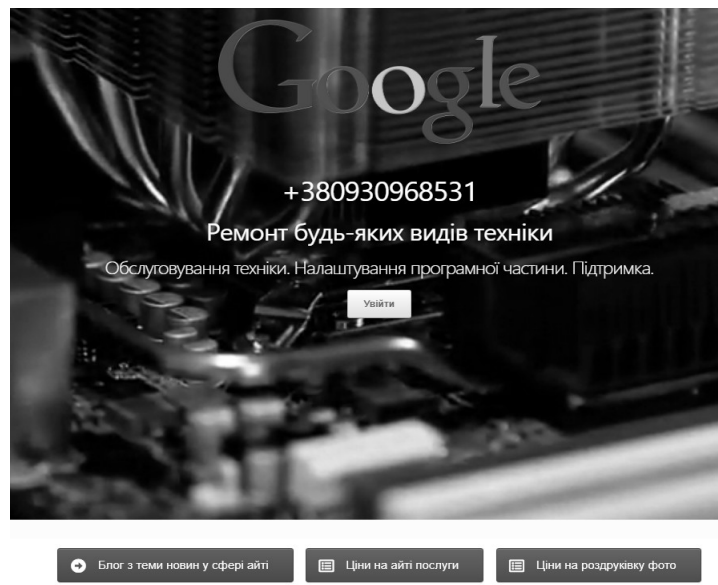 Google
+380930968531
Ремонт будь-яких видів техніки
Обслуговування техніки. Налаштування програмної частини. Підтримка.
Увійти
Блог з теми новин у сфері айті
Ціни на айті послуги
Ціни на роздруківку фото